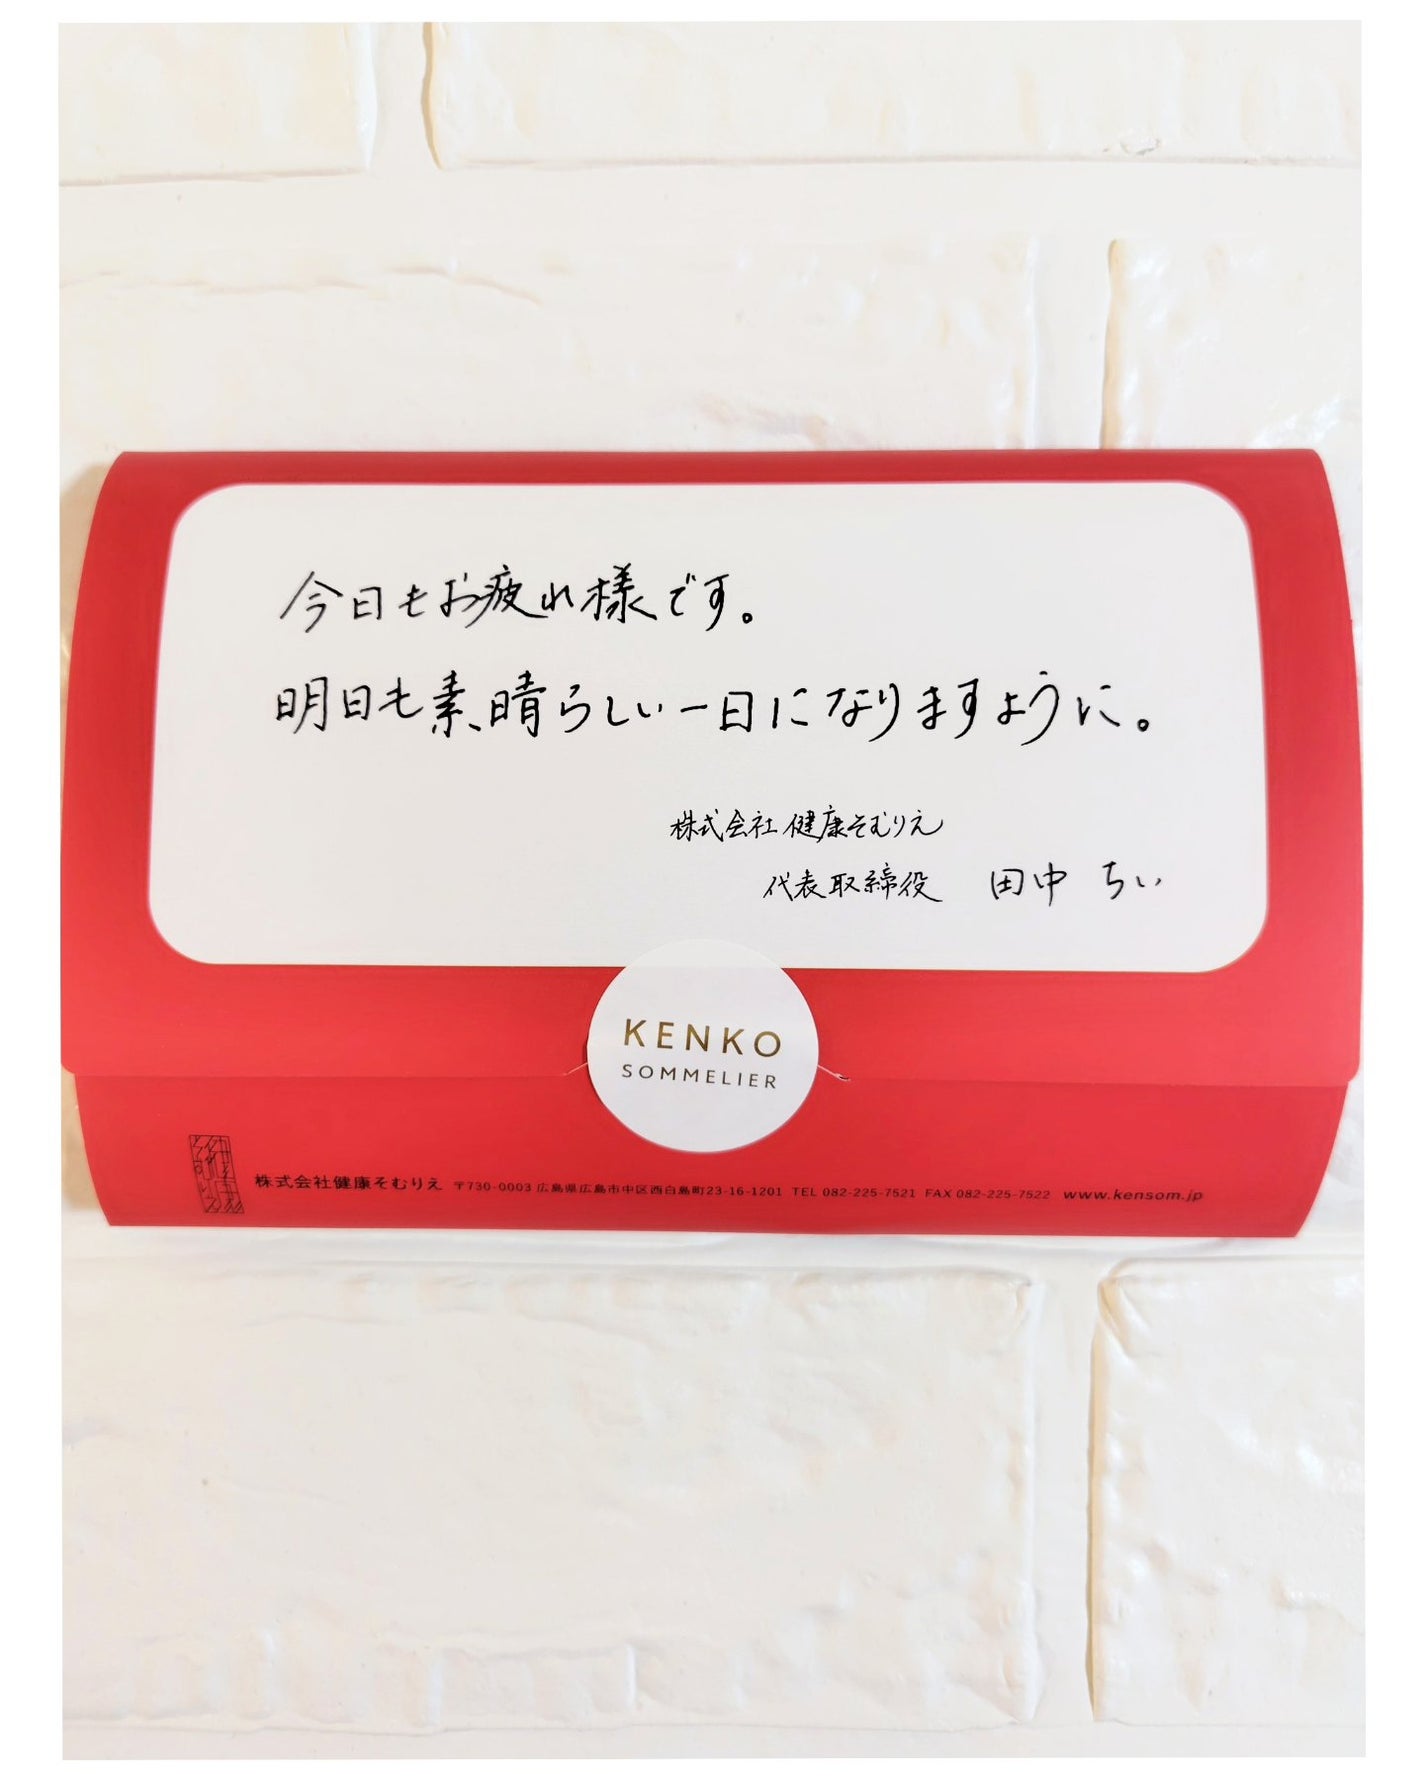 今日もお疲れ様です。
明日も素晴らしい一日になりますように。
株式会社 健康そむりえ
代表取締役 田中 ちい
KENKO
SOMMELIER
株式会社健康そむりえ 〒730-0003 広島県広島市中区西白島町23-16-1201 TEL 082-225-7521 FAX 082-225-7522 www.kensom.jp